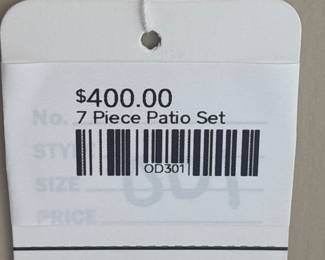 $400.00
7 Piece Patio Set
OD301
No.
STYLE
SIZE
PRICE